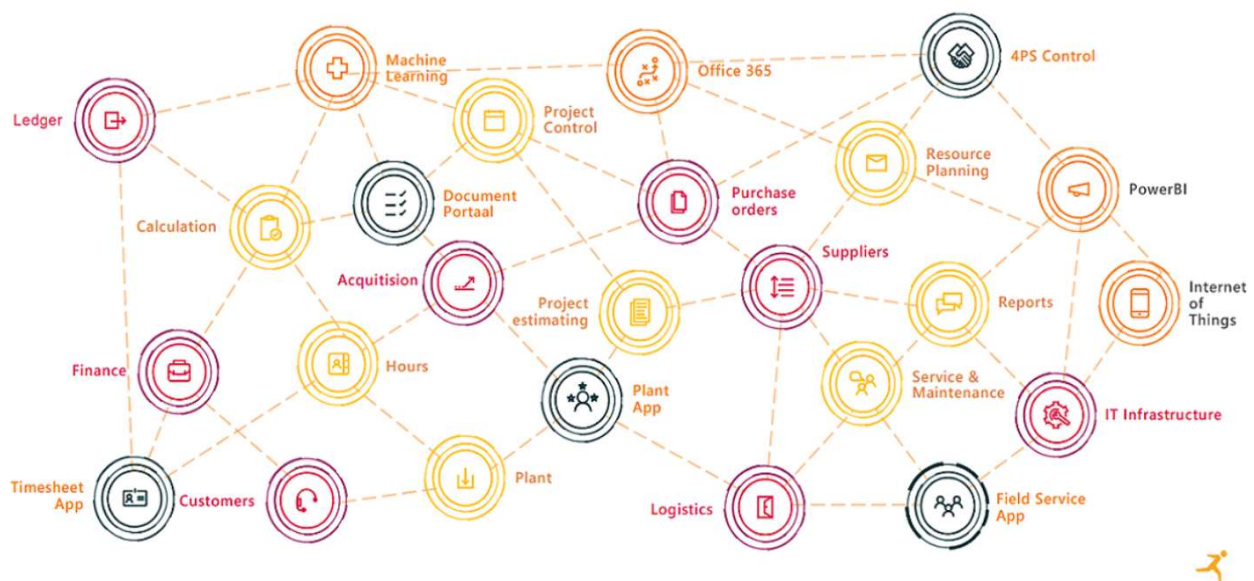 Machine
Learning
Office 365
4PS Control
Ledger
Project
Control
Resource
Planning
PowerBI
Document
Portaal
Purchase
orders
Calculation
Suppliers
Acquitision
Project
estimating
Reports
Internet
of
Things
Finance
Hours
Plant
App
Service &
Maintenance
IT Infrastructure
Timesheet
App
Customers
Plant
Logistics
Field Service
App